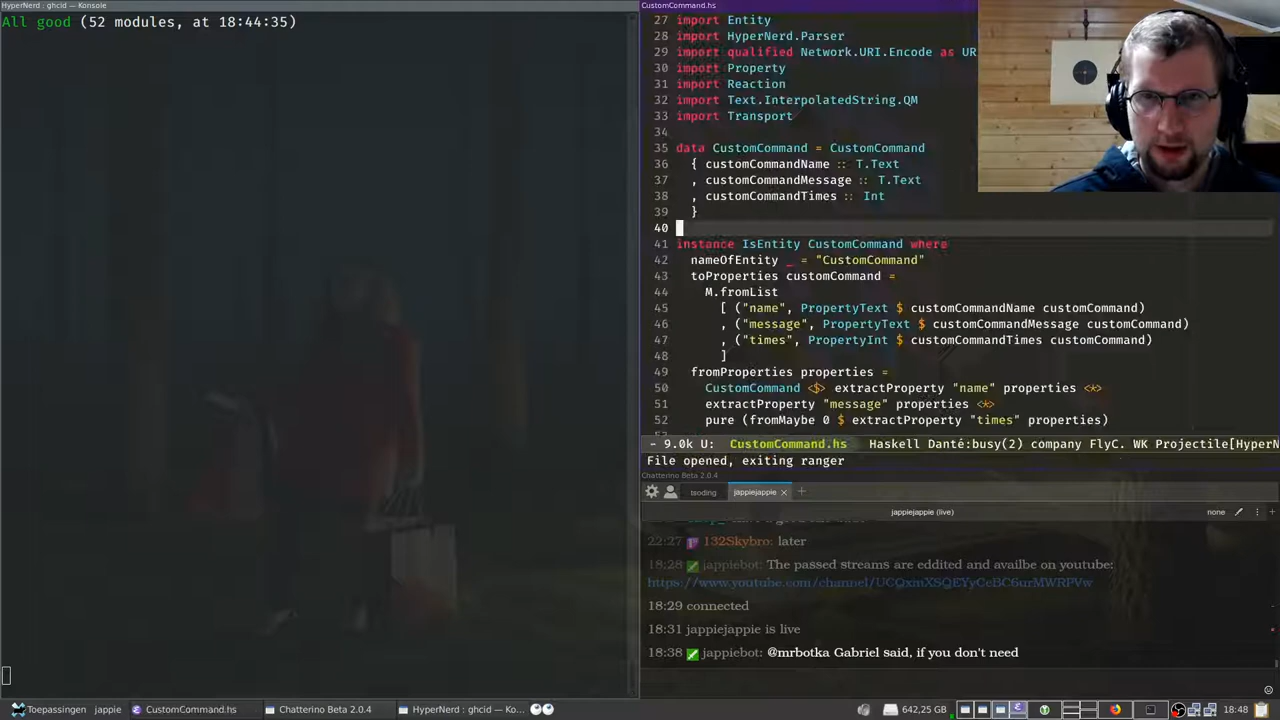 HyperNerd : ghcid — Konsole
All good (52 modules, at 18:44:35)
CustomCommand.hs
27 import Entity
28 import HyperNerd.Parser
29 import qualified Network.URI.Encode as UR
30 import Property
31 import Reaction
32 import Text.InterpolatedString.QM
33 import Transport
34
35 data CustomCommand = CustomCommand
36 { customCommandName :: T.Text
37 , customCommandMessage :: T.Text
38 , customCommandTimes :: Int
39 }
40
41 instance IsEntity CustomCommand where
42 nameOfEntity _ = "CustomCommand"
43 toProperties customCommand =
44 M.fromList
45 [ ("name", PropertyText $ customCommandName customCommand)
46 , ("message", PropertyText $ customCommandMessage customCommand)
47 , ("times", PropertyInt $ customCommandTimes customCommand)
48 ]
49 fromProperties properties =
50 CustomCommand <$> extractProperty "name" properties <*>
51 extractProperty "message" properties <*>
52 pure (fromMaybe 0 $ extractProperty "times" properties)
- 9.0k U: CustomCommand.hs Haskell Danté:busy(2) company FlyC. WK Projectile[HyperN
File opened, exiting ranger
Chatterino Beta 2.0.4
tsoding jappiejappie
jappiejappie (live) none
22:27 132Skybro: later
18:28 jappiebot: The passed streams are eddited and availbe on youtube:
https://www.youtube.com/channel/UCQxmXSQEYyCeBC6urMWRPVw
18:29 connected
18:31 jappiejappie is live
18:38 jappiebot: @mrbotka Gabriel said, if you don't need
Toepassingen jappie CustomCommand.hs Chatterino Beta 2.0.4 HyperNerd : ghcid — Ko... 642,25 GB 18:48